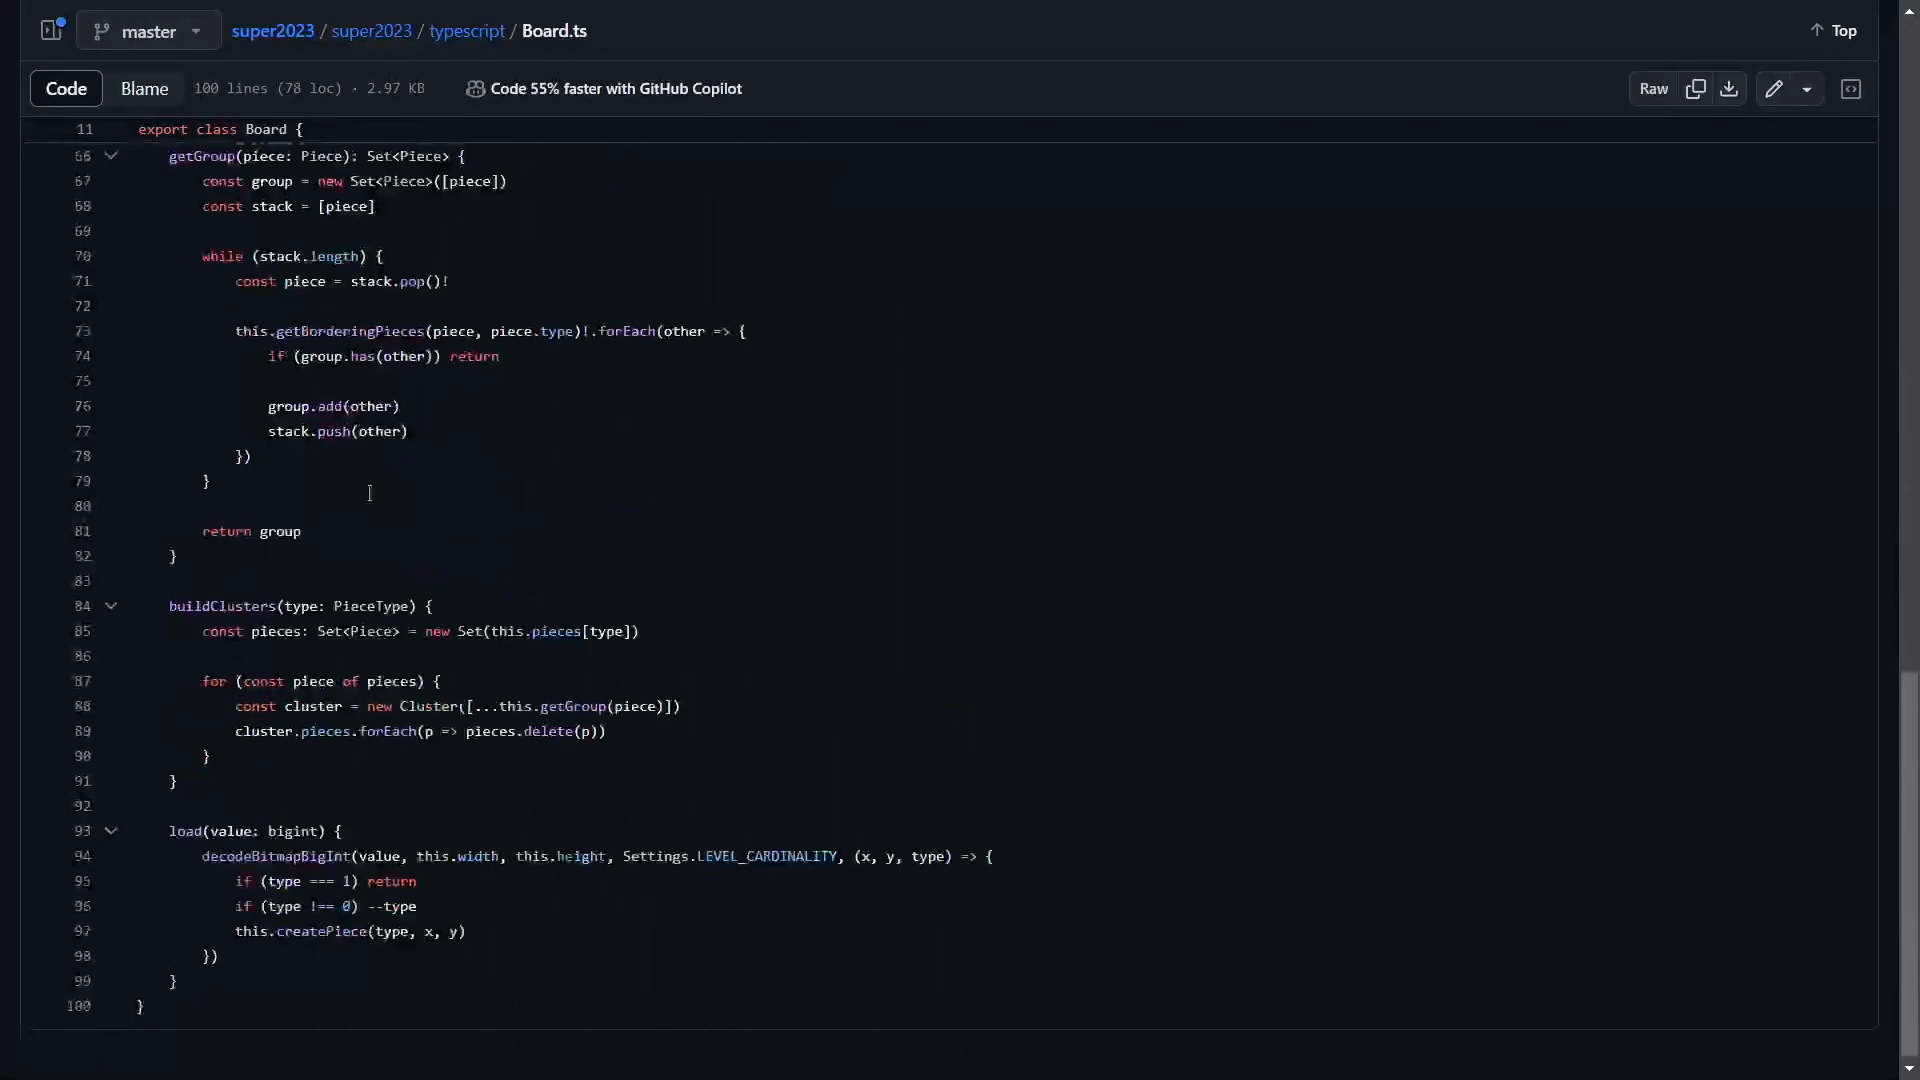 master super2023 / super2023 / typescript / Board.ts Top
Code Blame 100 lines (78 loc) · 2.97 KB Code 55% faster with GitHub Copilot Raw
11 export class Board {
66 getGroup(piece: Piece): Set<Piece> {
67 const group = new Set<Piece>([piece])
68 const stack = [piece]
69
70 while (stack.length) {
71 const piece = stack.pop()!
72
73 this.getBorderingPieces(piece, piece.type)!.forEach(other => {
74 if (group.has(other)) return
75
76 group.add(other)
77 stack.push(other)
78 })
79 }
80
81 return group
82 }
83
84 buildClusters(type: PieceType) {
85 const pieces: Set<Piece> = new Set(this.pieces[type])
86
87 for (const piece of pieces) {
88 const cluster = new Cluster([...this.getGroup(piece)])
89 cluster.pieces.forEach(p => pieces.delete(p))
90 }
91 }
92
93 load(value: bigint) {
94 decodeBitmapBigInt(value, this.width, this.height, Settings.LEVEL_CARDINALITY, (x, y, type) => {
95 if (type === 1) return
96 if (type !== 0) --type
97 this.createPiece(type, x, y)
98 })
99 }
100 }